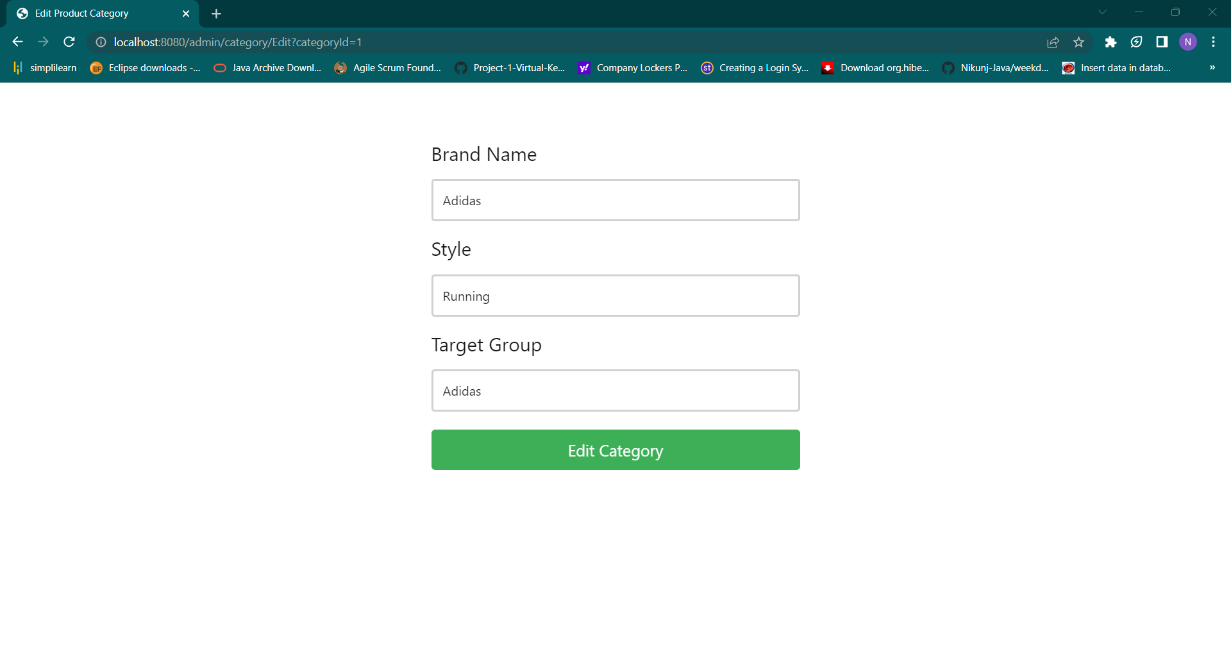 Edit Product Category
localhost:8080/admin/category/Edit?categoryId=1
N
simplilearn
Eclipse downloads -...
Java Archive Downl...
Agile Scrum Found...
Project-1-Virtual-Ke...
Company Lockers P...
Creating a Login Sy...
Download org.hibe...
Nikunj-Java/weekd...
Insert data in datab...
»
Brand Name
Adidas
Style
Running
Target Group
Adidas
Edit Category